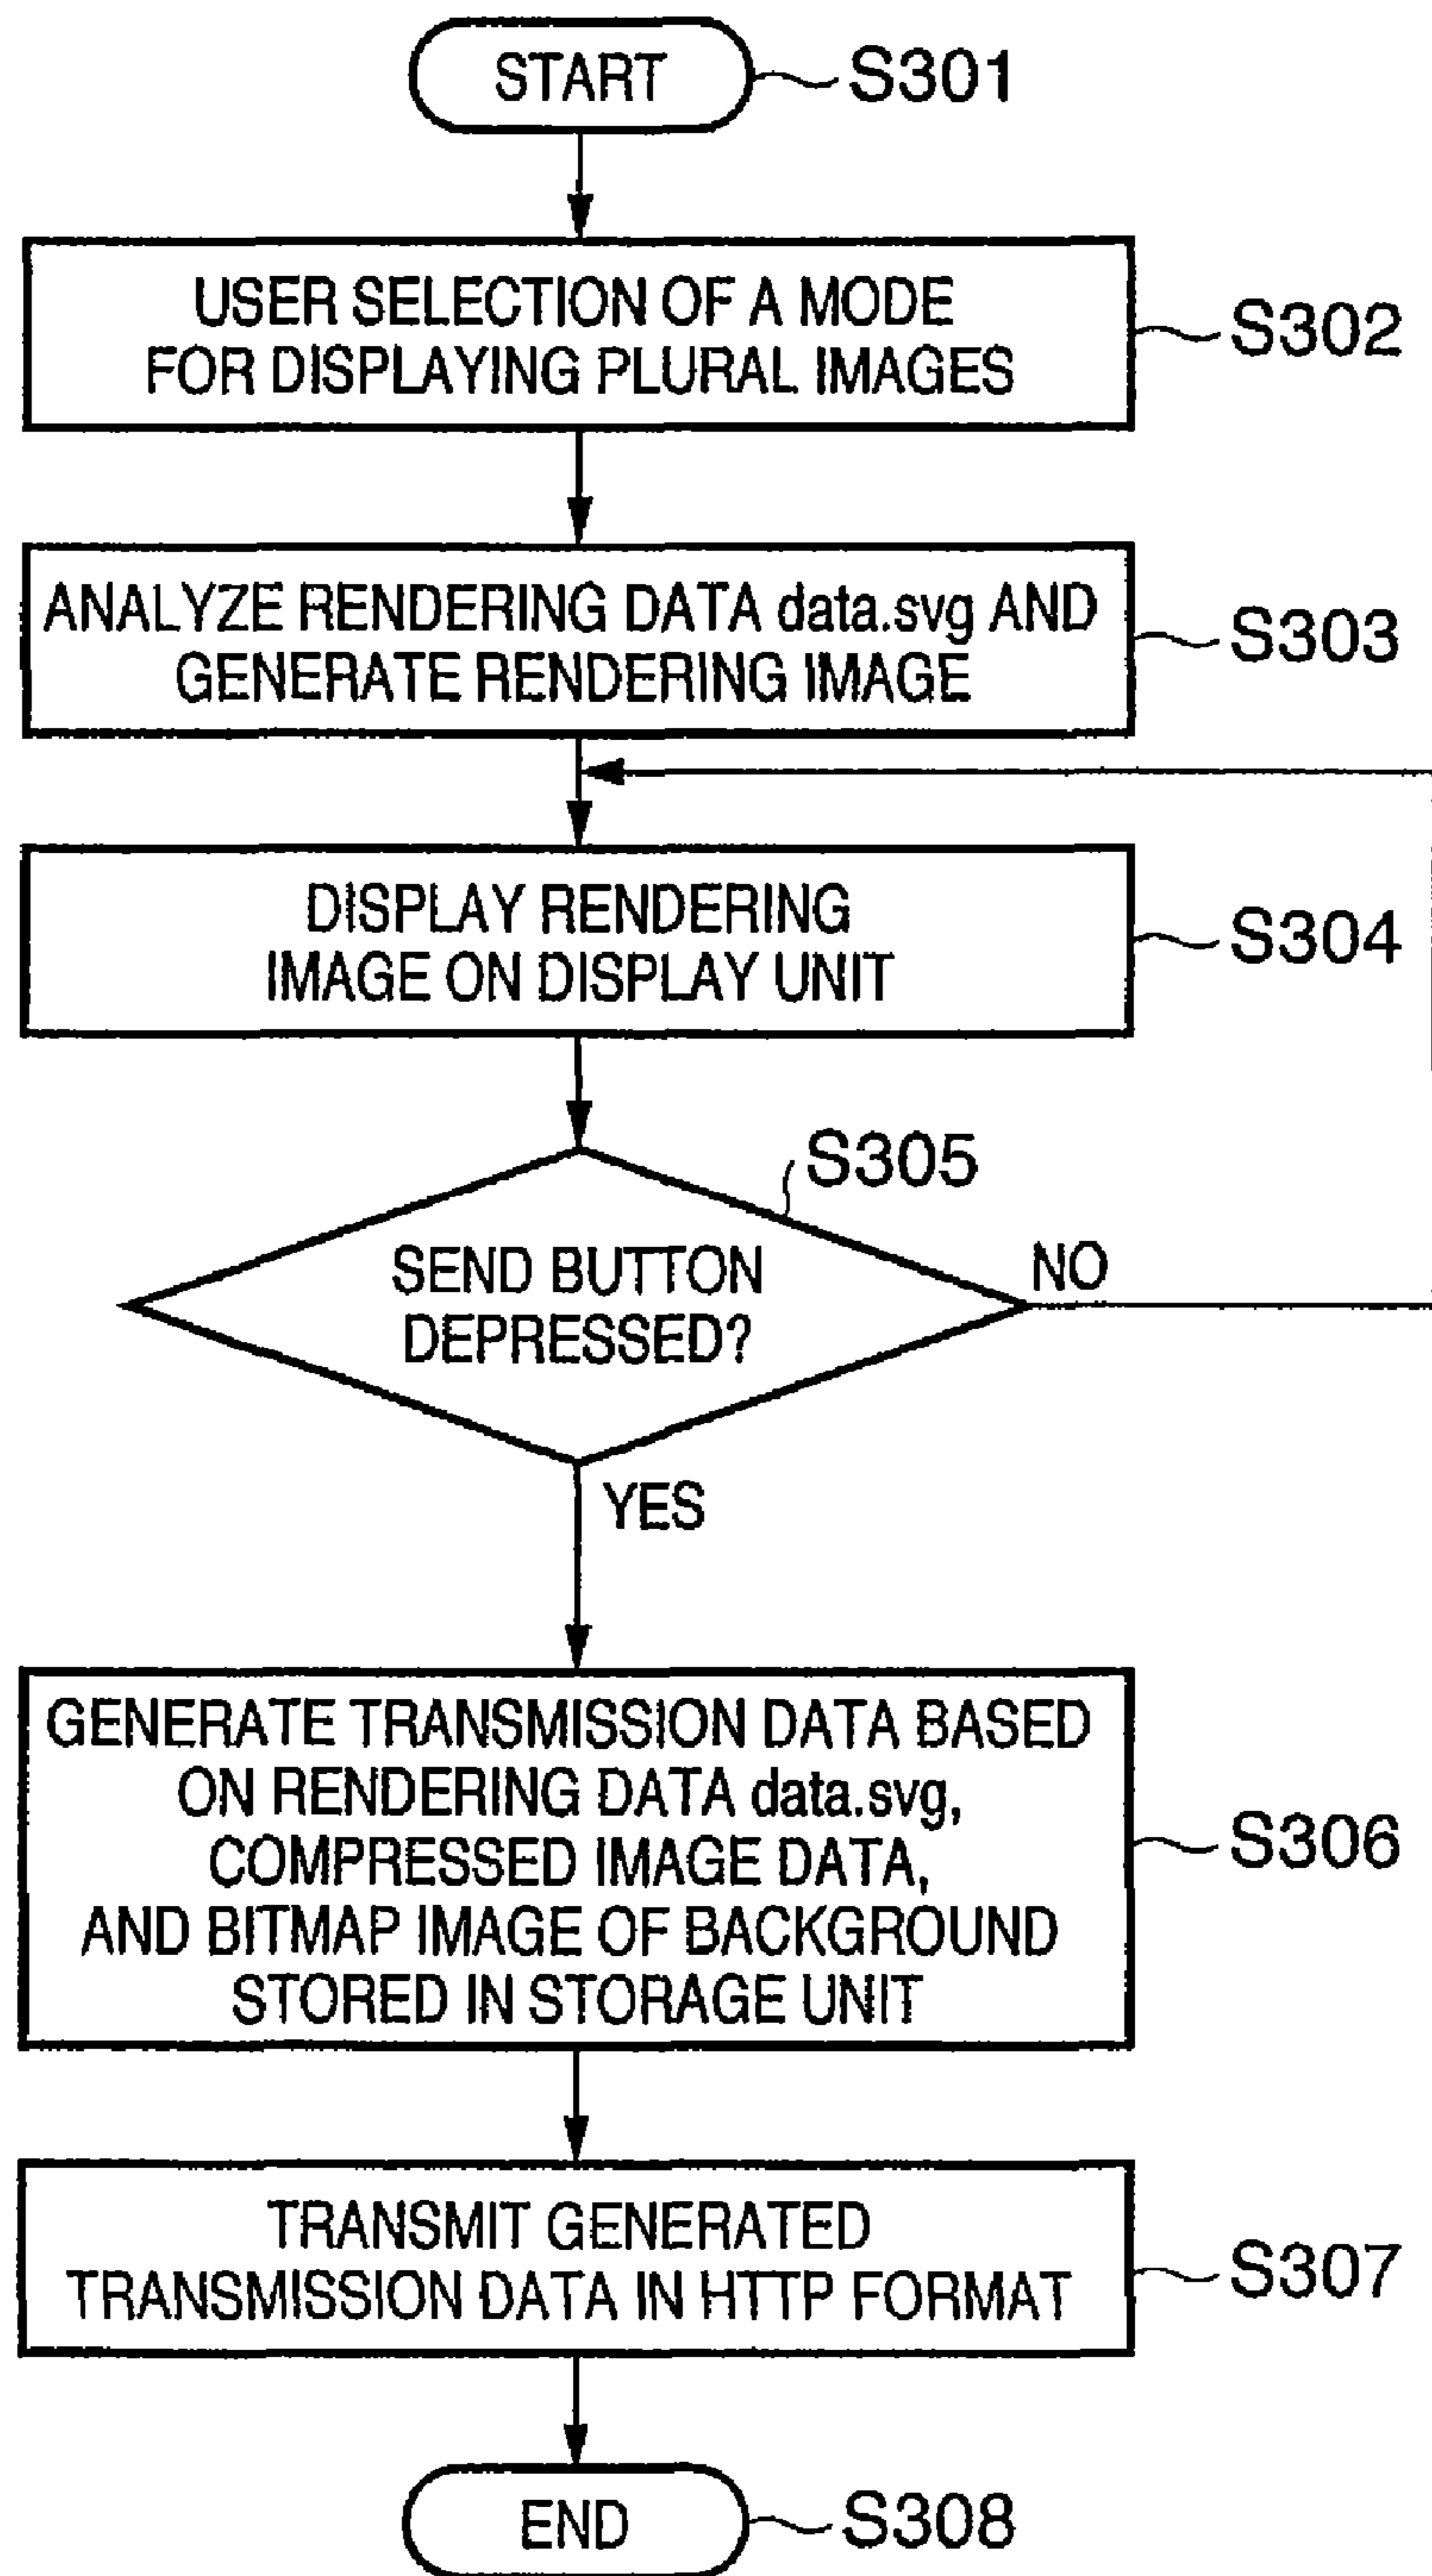 START
S301
USER SELECTION OF A MODE
FOR DISPLAYING PLURAL IMAGES
S302
ANALYZE RENDERING DATA data.svg AND
GENERATE RENDERING IMAGE
S303
DISPLAY RENDERING
IMAGE ON DISPLAY UNIT
S304
S305
SEND BUTTON
DEPRESSED?
NO
YES
GENERATE TRANSMISSION DATA BASED
ON RENDERING DATA data.svg,
COMPRESSED IMAGE DATA,
AND BITMAP IMAGE OF BACKGROUND
STORED IN STORAGE UNIT
S306
TRANSMIT GENERATED
TRANSMISSION DATA IN HTTP FORMAT
S307
END
S308